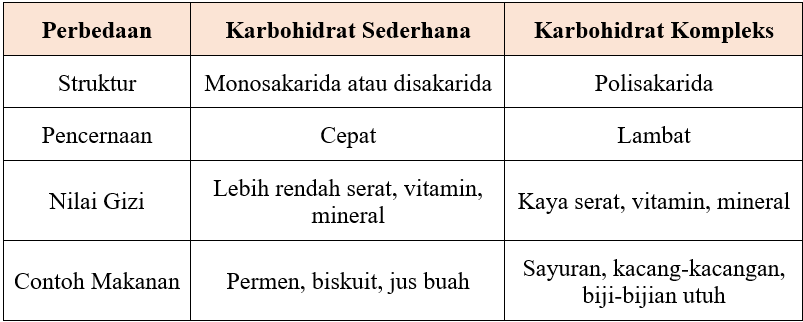 Perbedaan Karbohidrat Sederhana Karbohidrat Kompleks
Struktur Monosakarida atau disakarida Polisakarida
Pencernaan Cepat Lambat
Nilai Gizi Lebih rendah serat, vitamin, mineral Kaya serat, vitamin, mineral
Contoh Makanan Permen, biskuit, jus buah Sayuran, kacang-kacangan, biji-bijian utuh